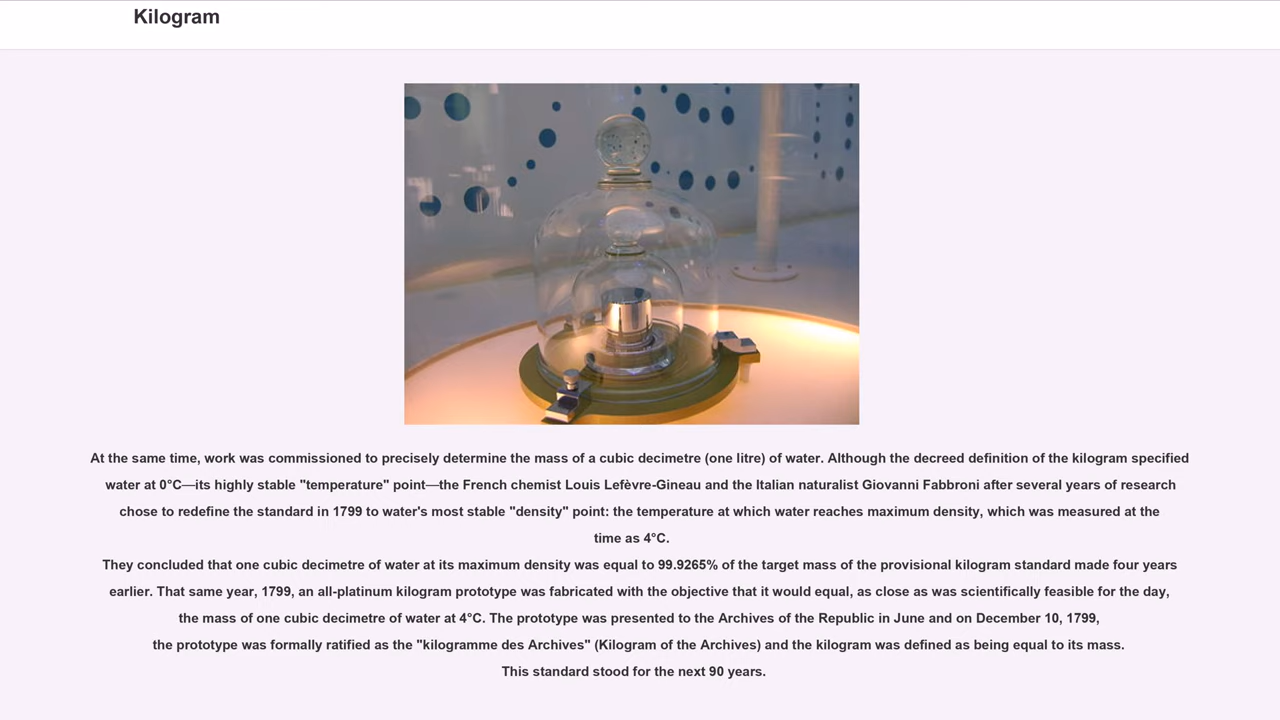 Kilogram
At the same time, work was commissioned to precisely determine the mass of a cubic decimetre (one litre) of water. Although the decreed definition of the kilogram specified
water at 0°C—its highly stable "temperature" point—the French chemist Louis Lefèvre-Gineau and the Italian naturalist Giovanni Fabbroni after several years of research
chose to redefine the standard in 1799 to water's most stable "density" point: the temperature at which water reaches maximum density, which was measured at the
time as 4°C.
They concluded that one cubic decimetre of water at its maximum density was equal to 99.9265% of the target mass of the provisional kilogram standard made four years
earlier. That same year, 1799, an all-platinum kilogram prototype was fabricated with the objective that it would equal, as close as was scientifically feasible for the day,
the mass of one cubic decimetre of water at 4°C. The prototype was presented to the Archives of the Republic in June and on December 10, 1799,
the prototype was formally ratified as the "kilogramme des Archives" (Kilogram of the Archives) and the kilogram was defined as being equal to its mass.
This standard stood for the next 90 years.